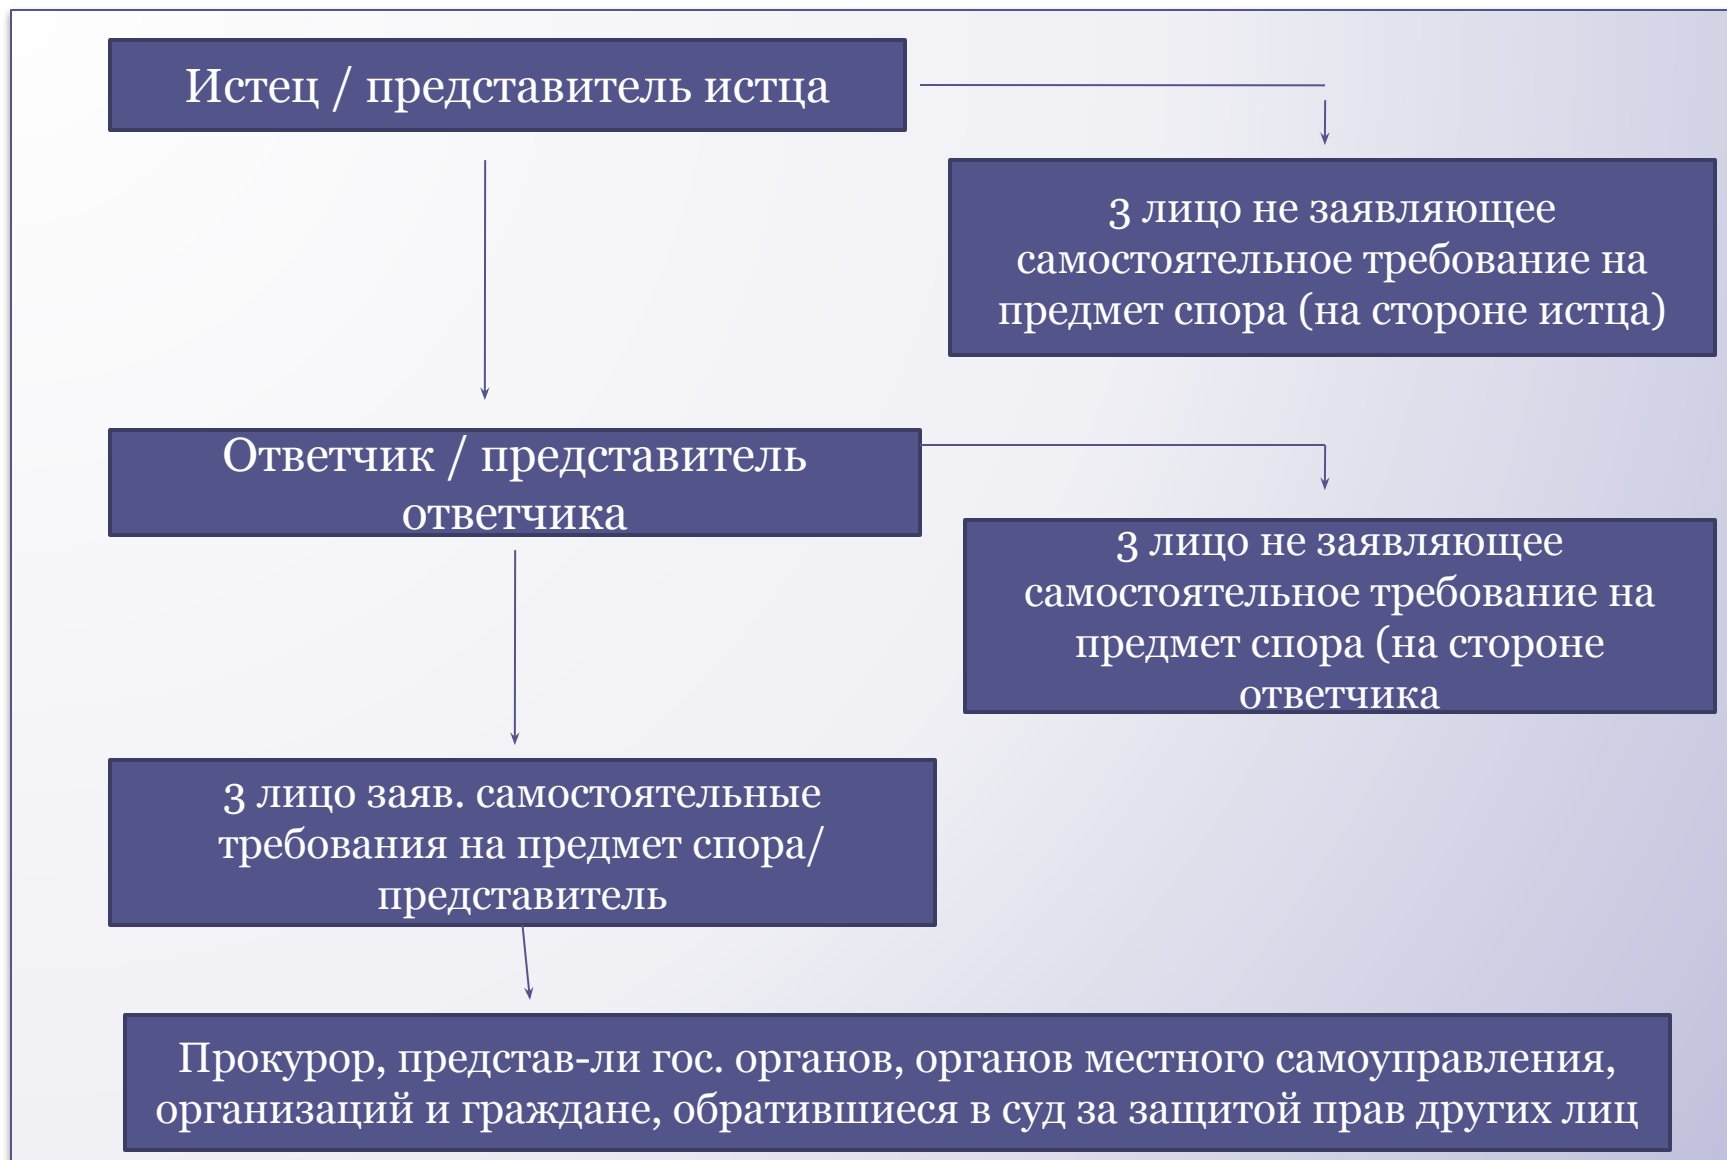 Истец / представитель истца
3 лицо не заявляющее
самостоятельное требование на
предмет спора (на стороне истца)
Ответчик / представитель
ответчика
3 лицо не заявляющее
самостоятельное требование на
предмет спора (на стороне
ответчика
3 лицо заяв. самостоятельные
требования на предмет спора/
представитель
Прокурор, представ-ли гос. органов, органов местного самоуправления,
организаций и граждане, обратившиеся в суд за защитой прав других лиц